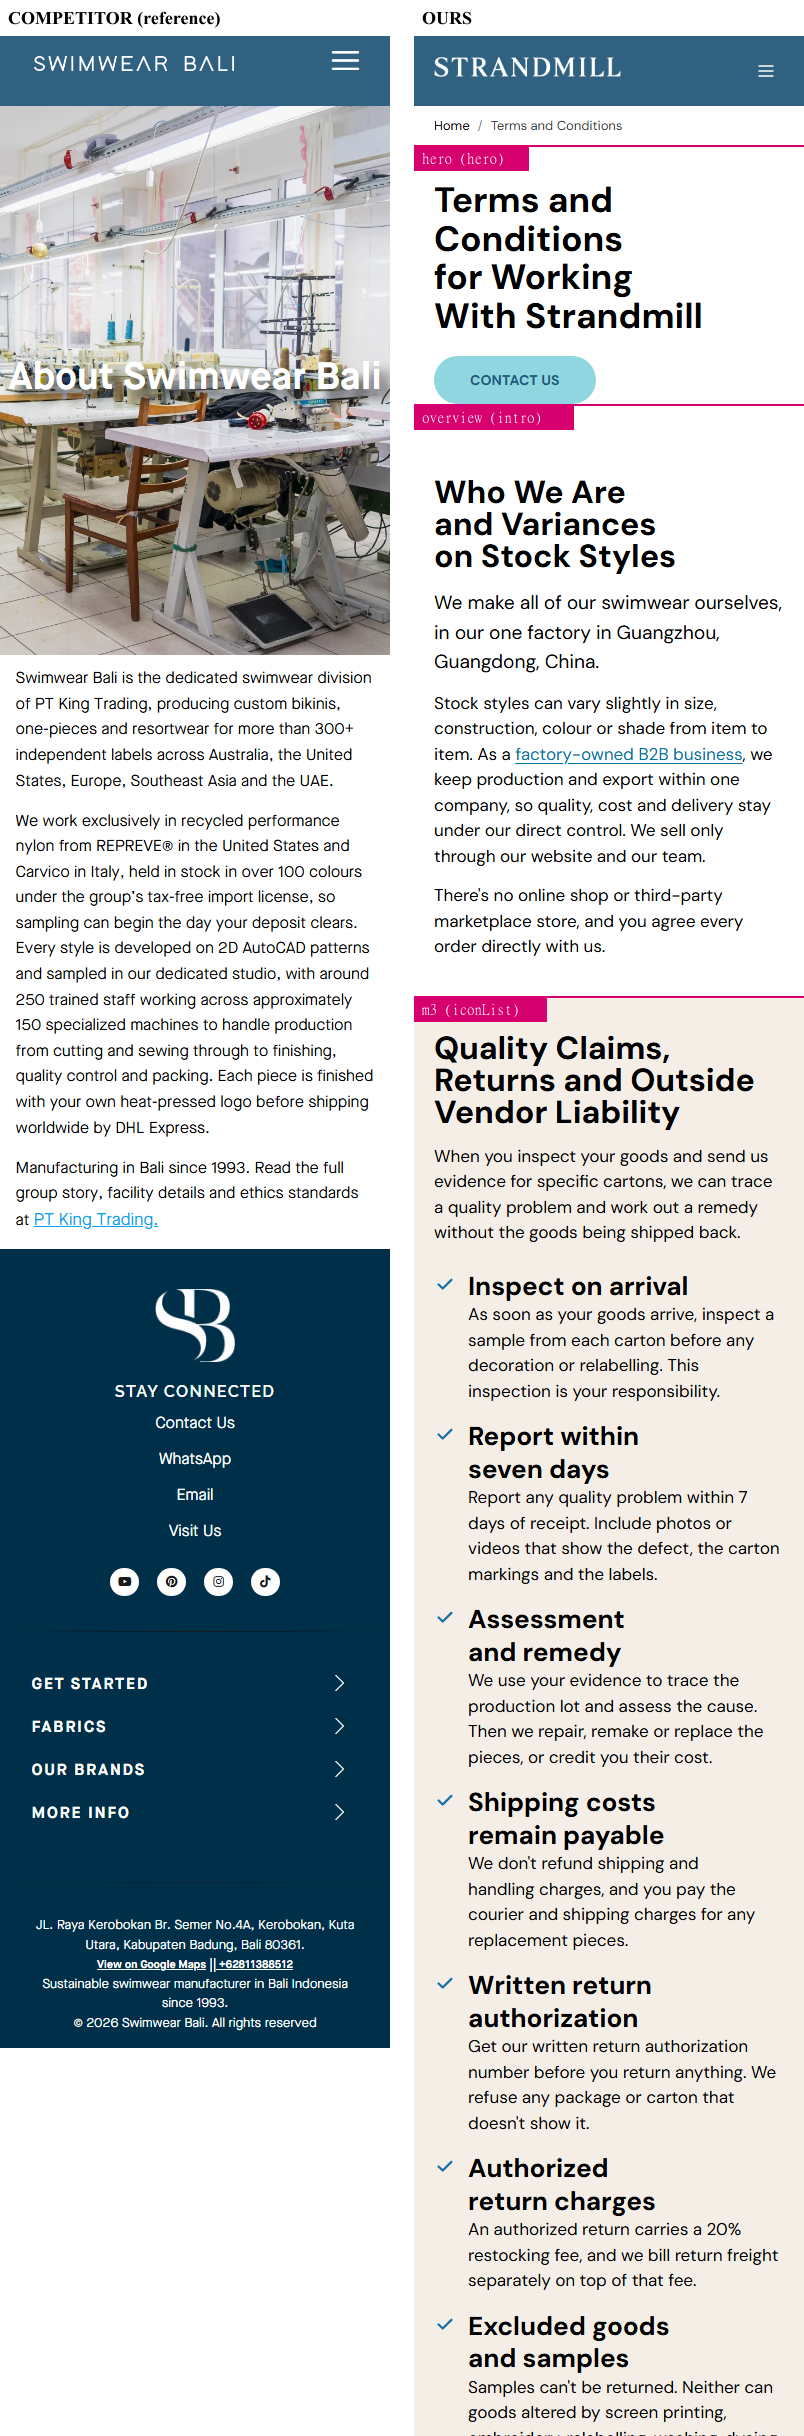 COMPETITOR (reference)
SWIMWEAR BALI
About Swimwear Bali
Swimwear Bali is the dedicated swimwear division
of PT King Trading, producing custom bikinis,
one-pieces and resortwear for more than 300+
independent labels across Australia, the United
States, Europe, Southeast Asia and the UAE.
We work exclusively in recycled performance
nylon from REPREVE® in the United States and
Carvico in Italy, held in stock in over 100 colours
under the group's tax-free import license, so
sampling can begin the day your deposit clears.
Every style is developed on 2D AutoCAD patterns
and sampled in our dedicated studio, with around
250 trained staff working across approximately
150 specialized machines to handle production
from cutting and sewing through to finishing,
quality control and packing. Each piece is finished
with your own heat-pressed logo before shipping
worldwide by DHL Express.
Manufacturing in Bali since 1993. Read the full
group story, facility details and ethics standards
at PT King Trading.
SB
STAY CONNECTED
Contact Us
WhatsApp
Email
Visit Us
GET STARTED
FABRICS
OUR BRANDS
MORE INFO
JL. Raya Kerobokan Br. Semer No.4A, Kerobokan, Kuta
Utara, Kabupaten Badung, Bali 80361.
View on Google Maps || +62811388512
Sustainable swimwear manufacturer in Bali Indonesia
since 1993.
© 2026 Swimwear Bali. All rights reserved
OURS
STRANDMILL
Home / Terms and Conditions
hero (hero)
Terms and
Conditions
for Working
With Strandmill
CONTACT US
overview (intro)
Who We Are
and Variances
on Stock Styles
We make all of our swimwear ourselves,
in our one factory in Guangzhou,
Guangdong, China.
Stock styles can vary slightly in size,
construction, colour or shade from item to
item. As a factory-owned B2B business, we
keep production and export within one
company, so quality, cost and delivery stay
under our direct control. We sell only
through our website and our team.
There's no online shop or third-party
marketplace store, and you agree every
order directly with us.
m3 (iconList)
Quality Claims,
Returns and Outside
Vendor Liability
When you inspect your goods and send us
evidence for specific cartons, we can trace
a quality problem and work out a remedy
without the goods being shipped back.
Inspect on arrival
As soon as your goods arrive, inspect a
sample from each carton before any
decoration or relabelling. This
inspection is your responsibility.
Report within
seven days
Report any quality problem within 7
days of receipt. Include photos or
videos that show the defect, the carton
markings and the labels.
Assessment
and remedy
We use your evidence to trace the
production lot and assess the cause.
Then we repair, remake or replace the
pieces, or credit you their cost.
Shipping costs
remain payable
We don't refund shipping and
handling charges, and you pay the
courier and shipping charges for any
replacement pieces.
Written return
authorization
Get our written return authorization
number before you return anything. We
refuse any package or carton that
doesn't show it.
Authorized
return charges
An authorized return carries a 20%
restocking fee, and we bill return freight
separately on top of that fee.
Excluded goods
and samples
Samples can't be returned. Neither can
goods altered by screen printing,